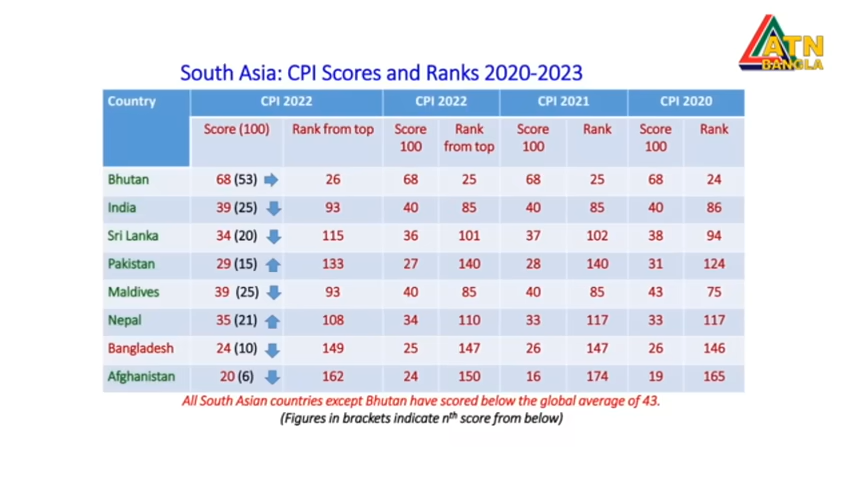 ATN
BANGLA
South Asia: CPI Scores and Ranks 2020-2023
Country CPI 2022 CPI 2022 CPI 2021 CPI 2020
Score (100) Rank from top Score 100 Rank from top Score 100 Rank Score 100 Rank
Bhutan 68 (53) 26 68 25 68 25 68 24
India 39 (25) 93 40 85 40 85 40 86
Sri Lanka 34 (20) 115 36 101 37 102 38 94
Pakistan 29 (15) 133 27 140 28 140 31 124
Maldives 39 (25) 93 40 85 40 85 43 75
Nepal 35 (21) 108 34 110 33 117 33 117
Bangladesh 24 (10) 149 25 147 26 147 26 146
Afghanistan 20 (6) 162 24 150 16 174 19 165
All South Asian countries except Bhutan have scored below the global average of 43.
(Figures in brackets indicate nth score from below)